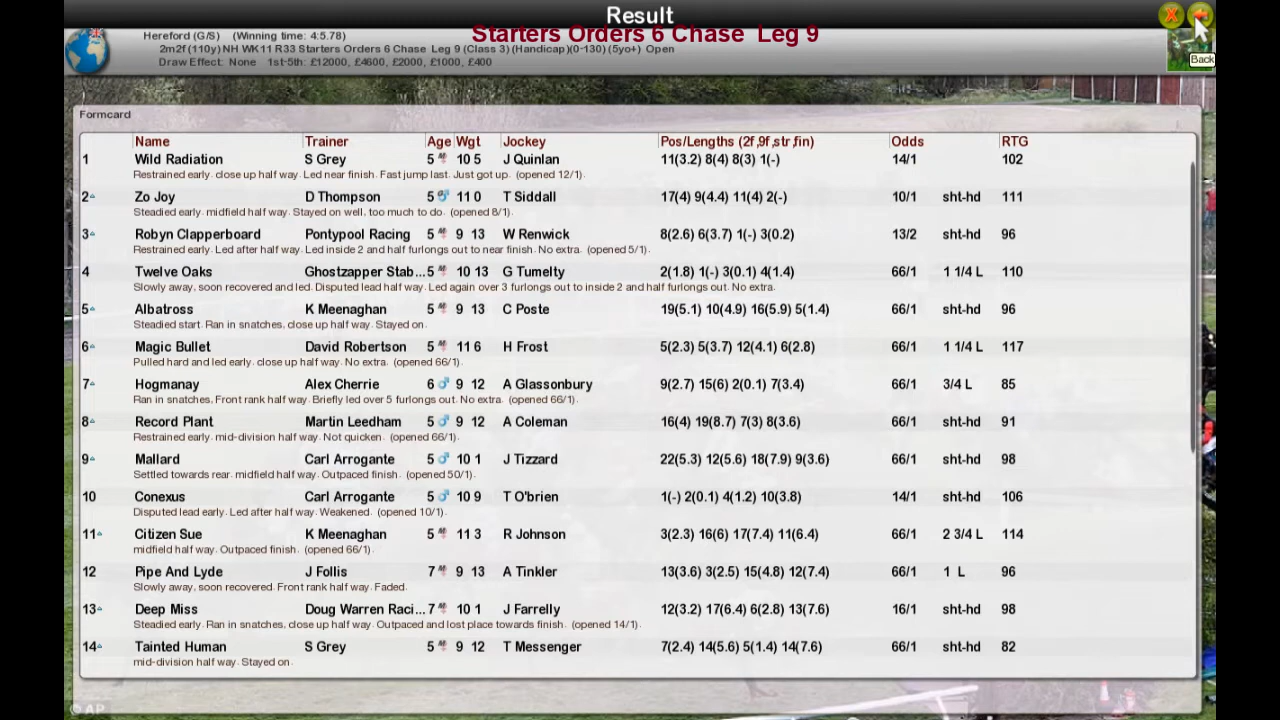 Result
Starters Orders 6 Chase Leg 9
Hereford (G/S) (Winning time: 4:5.78)
2m2f(110y) NH WK11 R33 Starters Orders 6 Chase Leg 9 (Class 3)(Handicap)(0-130)(5yo+) Open
Draw Effect: None 1st-5th: £12000, £4600, £2000, £1000, £400
X
Back
Formcard
Name Trainer Age Wgt Jockey Pos/Lengths (2f,9f,str,fin) Odds RTG
1 Wild Radiation S Grey 5 10 5 J Quinlan 11(3.2) 8(4) 8(3) 1(-) 14/1 102
Restrained early. close up half way. Led near finish. Fast jump last. Just got up. (opened 12/1).
2 Zo Joy D Thompson 5 11 0 T Siddall 17(4) 9(4.4) 11(4) 2(-) 10/1 sht-hd 111
Steadied early. midfield half way. Stayed on well, too much to do. (opened 8/1).
3 Robyn Clapperboard Pontypool Racing 5 9 13 W Renwick 8(2.6) 6(3.7) 1(-) 3(0.2) 13/2 sht-hd 96
Restrained early. Led after half way. Led inside 2 and half furlongs out to near finish. No extra. (opened 5/1).
4 Twelve Oaks Ghostzapper Stab... 5 10 13 G Tumelty 2(1.8) 1(-) 3(0.1) 4(1.4) 66/1 1 1/4 L 110
Slowly away, soon recovered and led. Disputed lead half way. Led again over 3 furlongs out to inside 2 and half furlongs out. No extra.
5 Albatross K Meenaghan 5 9 13 C Poste 19(5.1) 10(4.9) 16(5.9) 5(1.4) 66/1 sht-hd 96
Steadied start. Ran in snatches, close up half way. Stayed on.
6 Magic Bullet David Robertson 5 11 6 H Frost 5(2.3) 5(3.7) 12(4.1) 6(2.8) 66/1 1 1/4 L 117
Pulled hard and led early. close up half way. No extra. (opened 66/1).
7 Hogmanay Alex Cherrie 6 9 12 A Glassonbury 9(2.7) 15(6) 2(0.1) 7(3.4) 66/1 3/4 L 85
Ran in snatches, Front rank half way. Briefly led over 5 furlongs out. No extra. (opened 66/1).
8 Record Plant Martin Leedham 5 9 12 A Coleman 16(4) 19(8.7) 7(3) 8(3.6) 66/1 sht-hd 91
Restrained early. mid-division half way. Not quicken. (opened 66/1).
9 Mallard Carl Arrogante 5 10 1 J Tizzard 22(5.3) 12(5.6) 18(7.9) 9(3.6) 66/1 sht-hd 98
Settled towards rear. midfield half way. Outpaced finish. (opened 50/1).
10 Conexus Carl Arrogante 5 10 9 T O'brien 1(-) 2(0.1) 4(1.2) 10(3.8) 14/1 sht-hd 106
Disputed lead early. Led after half way. Weakened. (opened 10/1).
11 Citizen Sue K Meenaghan 5 11 3 R Johnson 3(2.3) 16(6) 17(7.4) 11(6.4) 66/1 2 3/4 L 114
midfield half way. Outpaced finish. (opened 66/1).
12 Pipe And Lyde J Follis 7 9 13 A Tinkler 13(3.6) 3(2.5) 15(4.8) 12(7.4) 66/1 1 L 96
Slowly away, soon recovered. Front rank half way. Faded.
13 Deep Miss Doug Warren Raci... 7 10 1 J Farrelly 12(3.2) 17(6.4) 6(2.8) 13(7.6) 16/1 sht-hd 98
Steadied early. Ran in snatches, close up half way. Outpaced and lost place towards finish. (opened 14/1).
14 Tainted Human S Grey 5 9 12 T Messenger 7(2.4) 14(5.6) 5(1.4) 14(7.6) 66/1 sht-hd 82
mid-division half way. Stayed on.
© AP